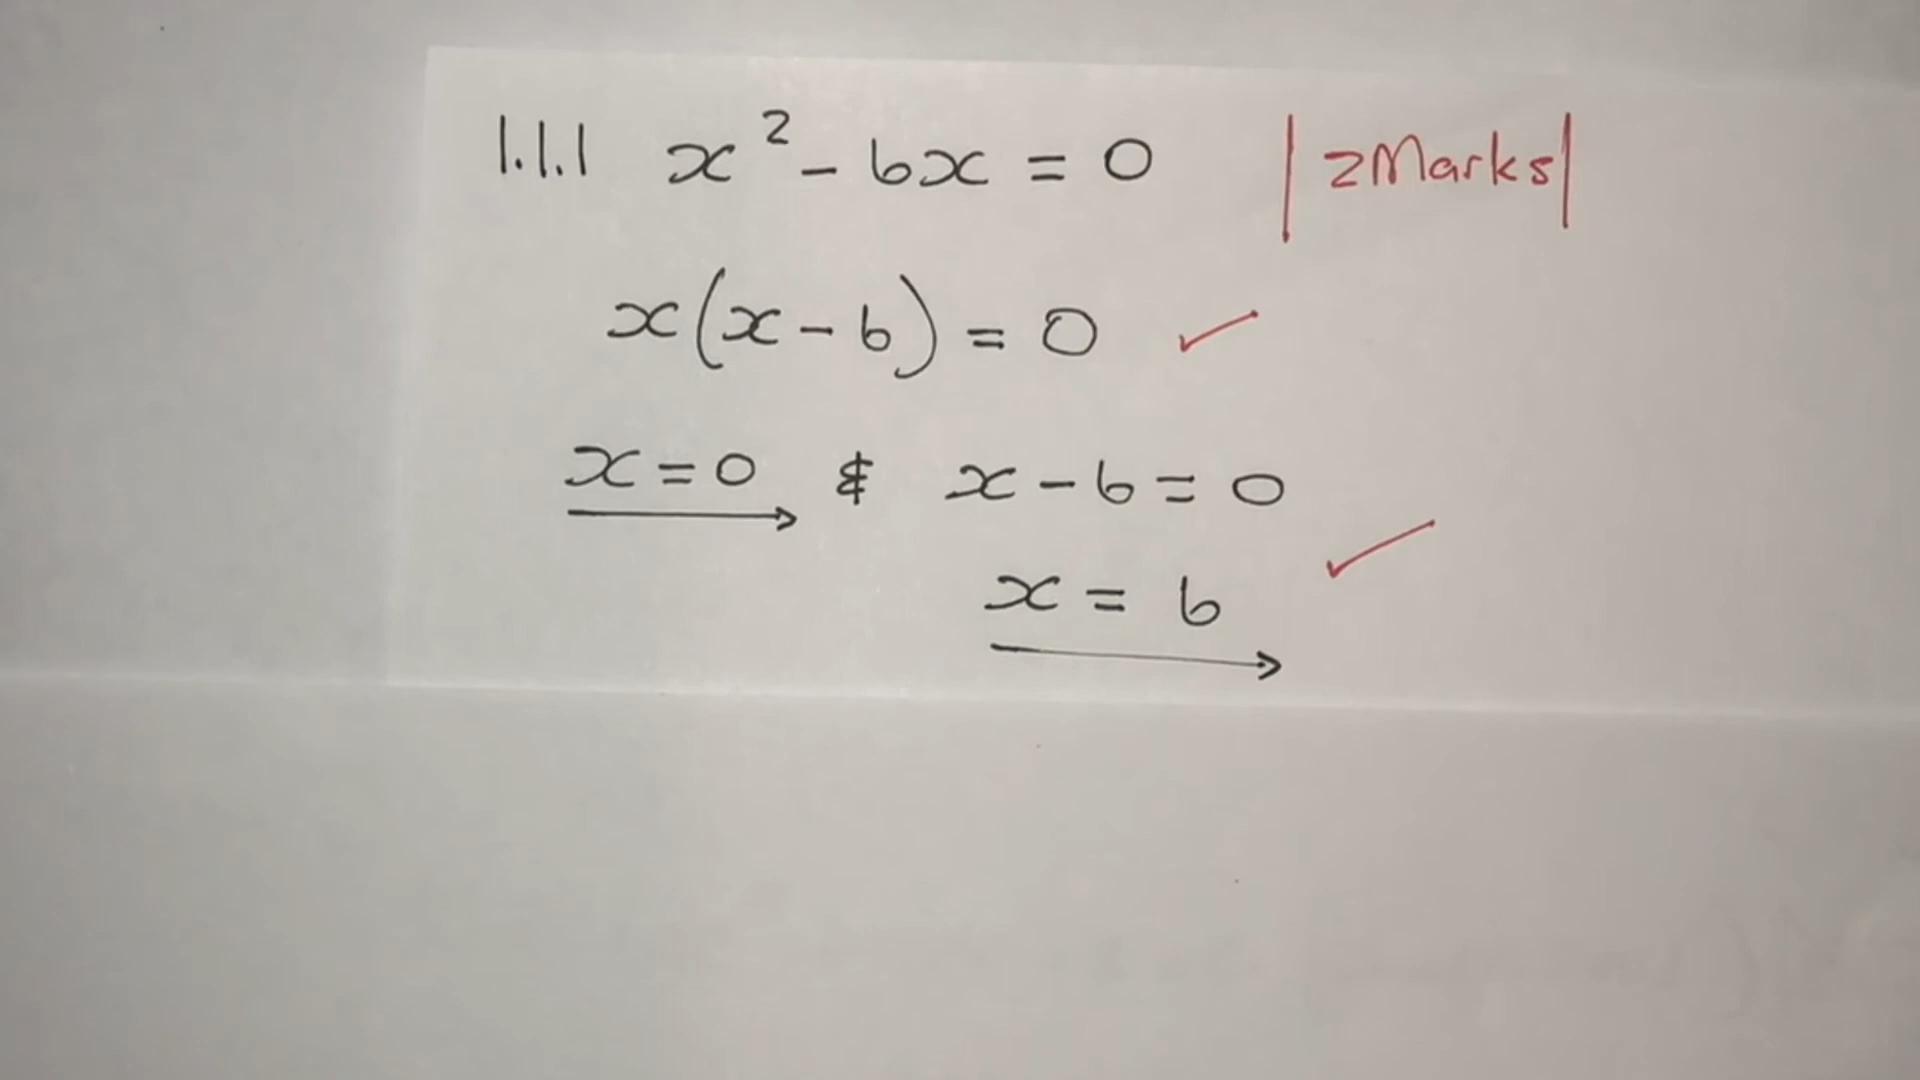 1.1.1 x² - 6x = 0 | 2Marks |
x(x - 6) = 0 ✓
x = 0 & x - 6 = 0
x = 6 ✓